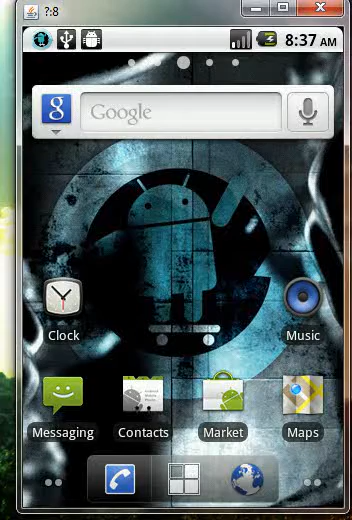 ?:8
8:37 AM
g Google
Clock Music
Messaging Contacts Market Maps